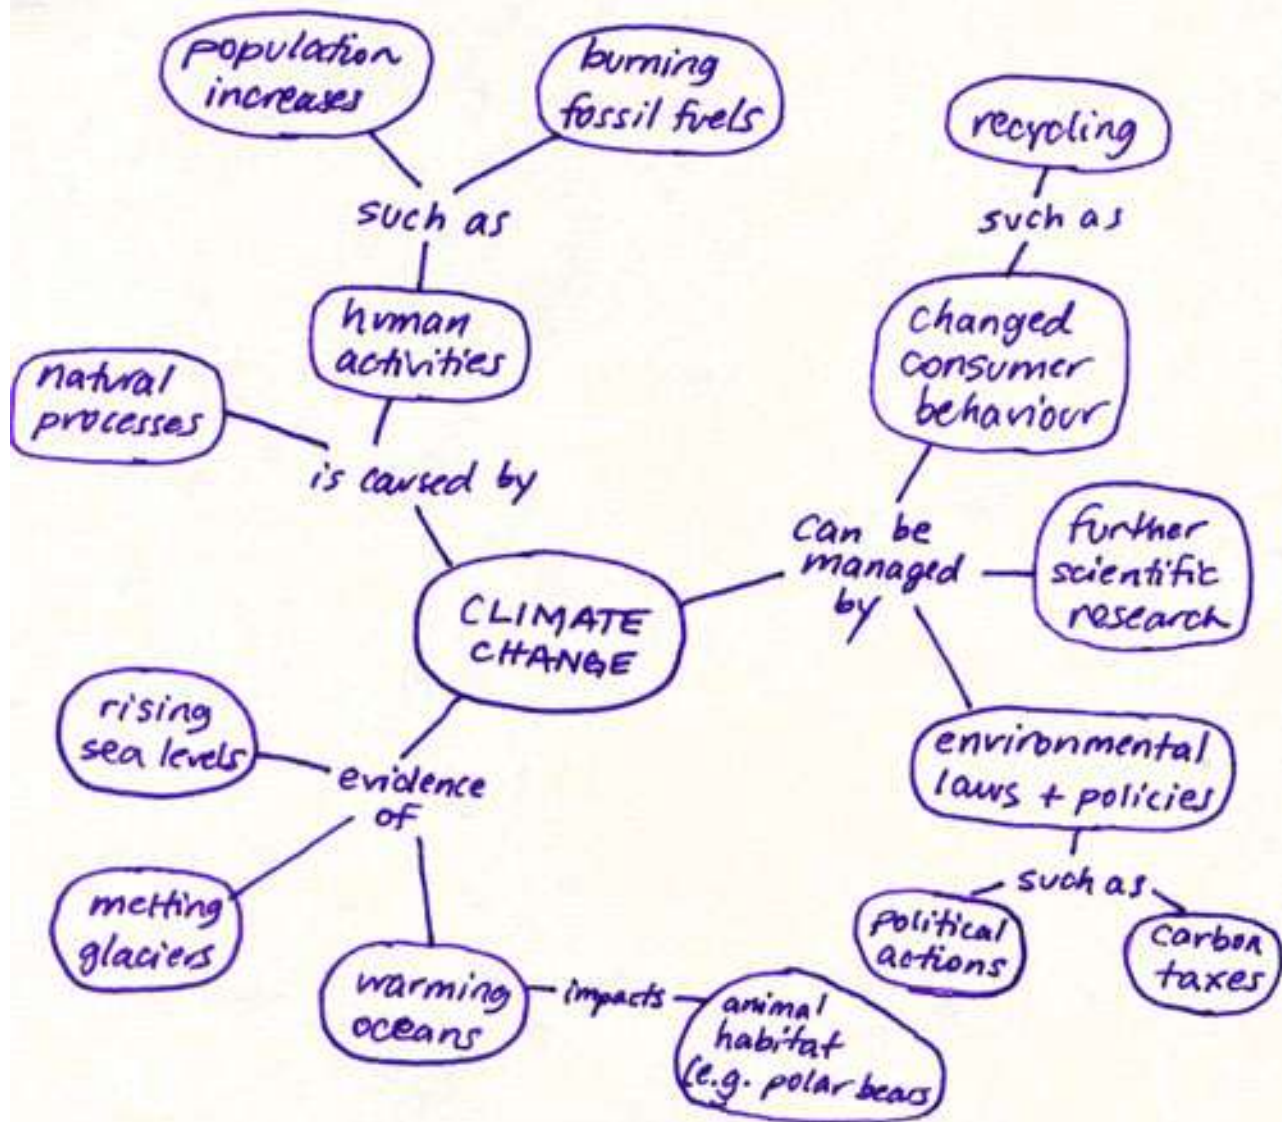 population
increases
burning
fossil fuels
recycling
such as
such as
human
activities
changed
consumer
behaviour
natural
processes
is caused by
can be
managed
by
further
scientific
research
CLIMATE
CHANGE
rising
sea levels
evidence
of
environmental
laws + policies
melting
glaciers
such as
political
actions
carbon
taxes
warming
oceans
impacts
animal
habitat
(e.g. polar bears